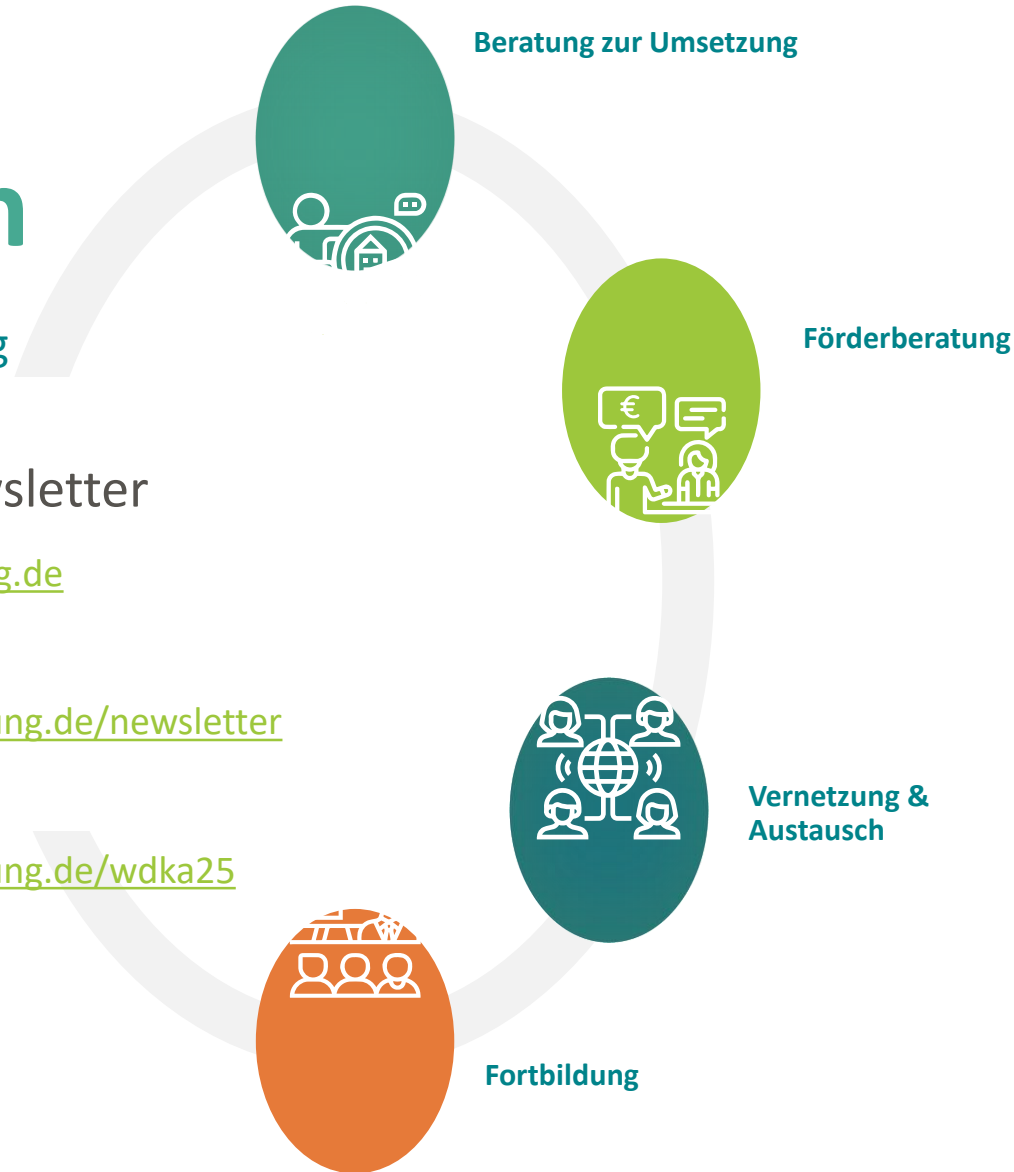 Beratung zur Umsetzung
n
g
Förderberatung
€
sletter
g.de
ung.de/newsletter
Vernetzung &
Austausch
ung.de/wdka25
Fortbildung